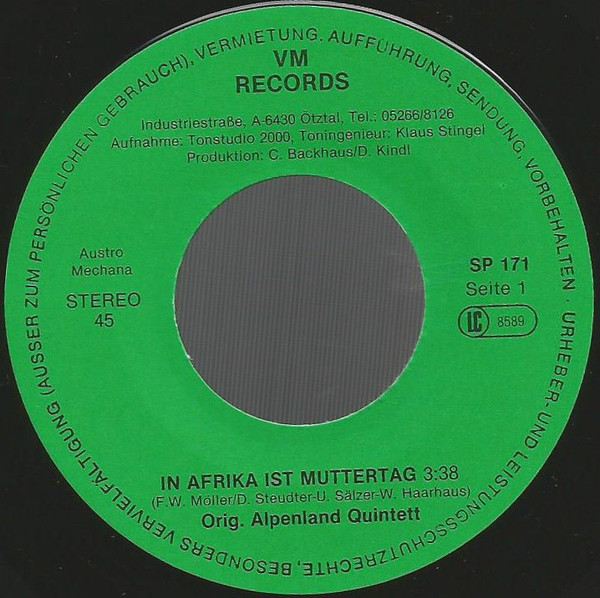 URHEBER- UND LEISTUNGSSCHUTZRECHTE, BESONDERS VERVIELFÄLTIGUNG (AUSSER ZUM PERSÖNLICHEN GEBRAUCH), VERMIETUNG, AUFFÜHRUNG, SENDUNG, VORBEHALTEN ·
VM
RECORDS
Industriestraße, A-6430 Ötztal, Tel.: 05266/8126
Aufnahme: Tonstudio 2000, Toningenieur: Klaus Stingel
Produktion: C. Backhaus/D. Kindl
Austro
Mechana
STEREO
45
SP 171
Seite 1
LC 8589
IN AFRIKA IST MUTTERTAG 3:38
(F.W. Möller/D. Steudter-U. Sälzer-W. Haarhaus)
Orig. Alpenland Quintett